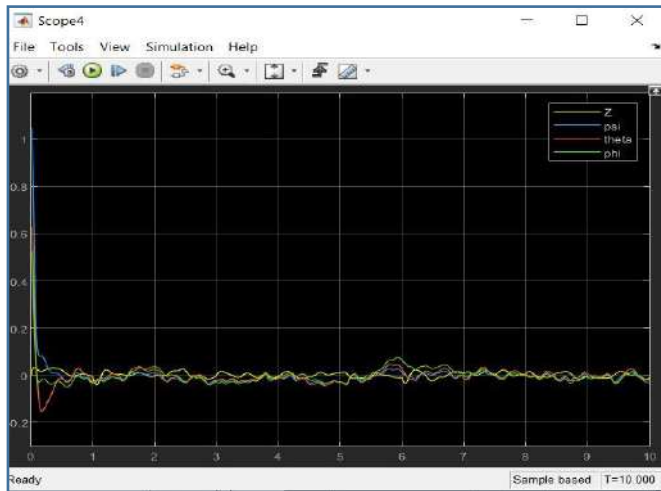 Scope4
File Tools View Simulation Help
Z
psi
theta
phi
1
0.8
0.6
0.4
0.2
0
-0.2
0 1 2 3 4 5 6 7 8 9 10
Ready Sample based T=10.000